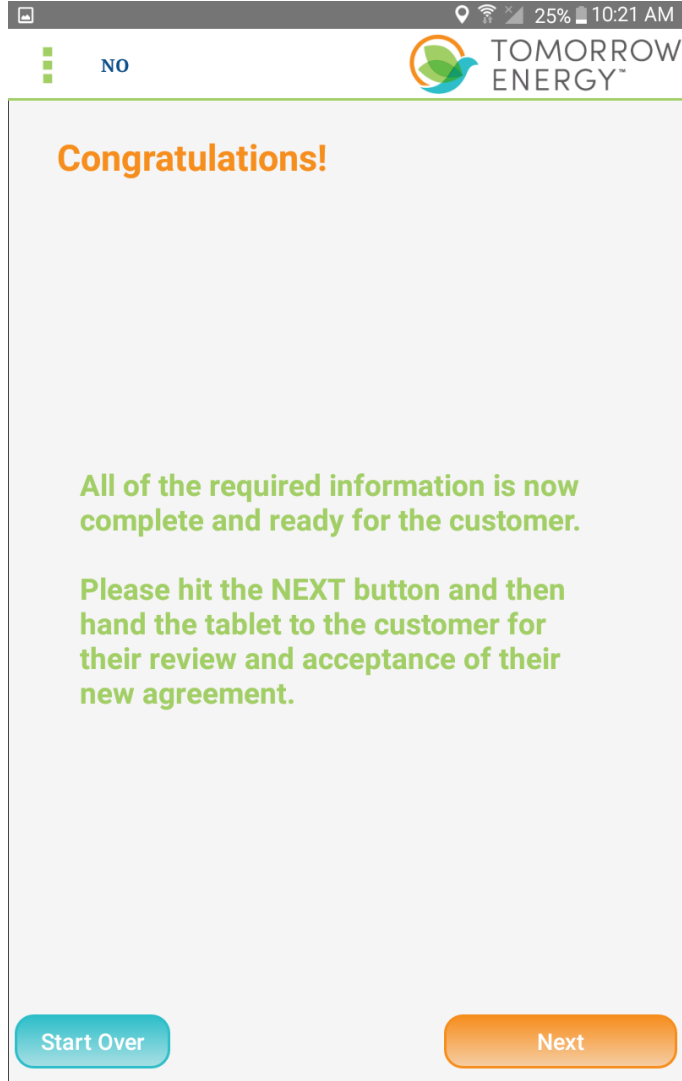 25% 10:21 AM
NO
TOMORROW
ENERGY™
Congratulations!
All of the required information is now
complete and ready for the customer.
Please hit the NEXT button and then
hand the tablet to the customer for
their review and acceptance of their
new agreement.
Start Over
Next